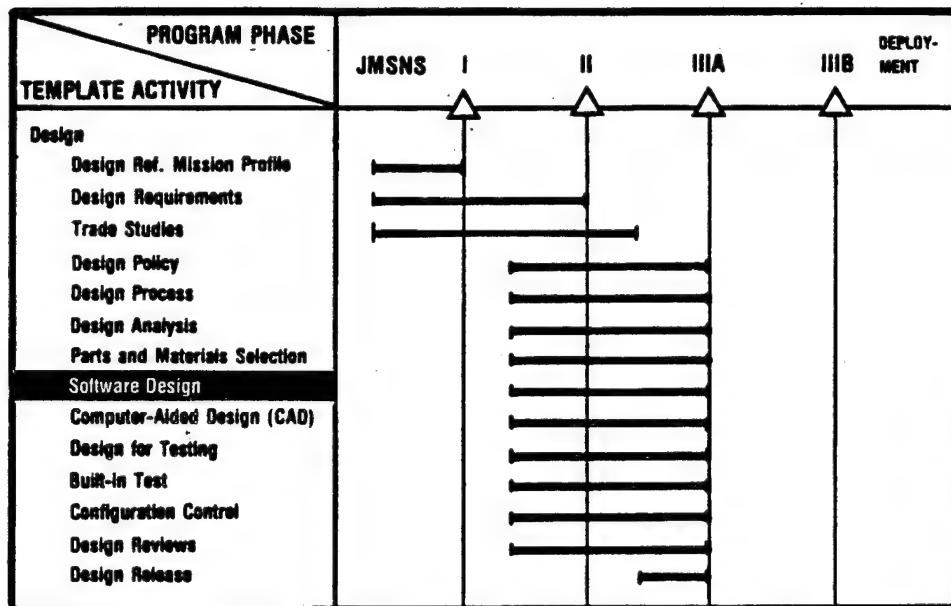 PROGRAM PHASE
TEMPLATE ACTIVITY
JMSNS I II IIIA IIIB DEPLOY-
MENT
Design
Design Ref. Mission Profile
Design Requirements
Trade Studies
Design Policy
Design Process
Design Analysis
Parts and Materials Selection
Software Design
Computer-Aided Design (CAD)
Design for Testing
Built-in Test
Configuration Control
Design Reviews
Design Release